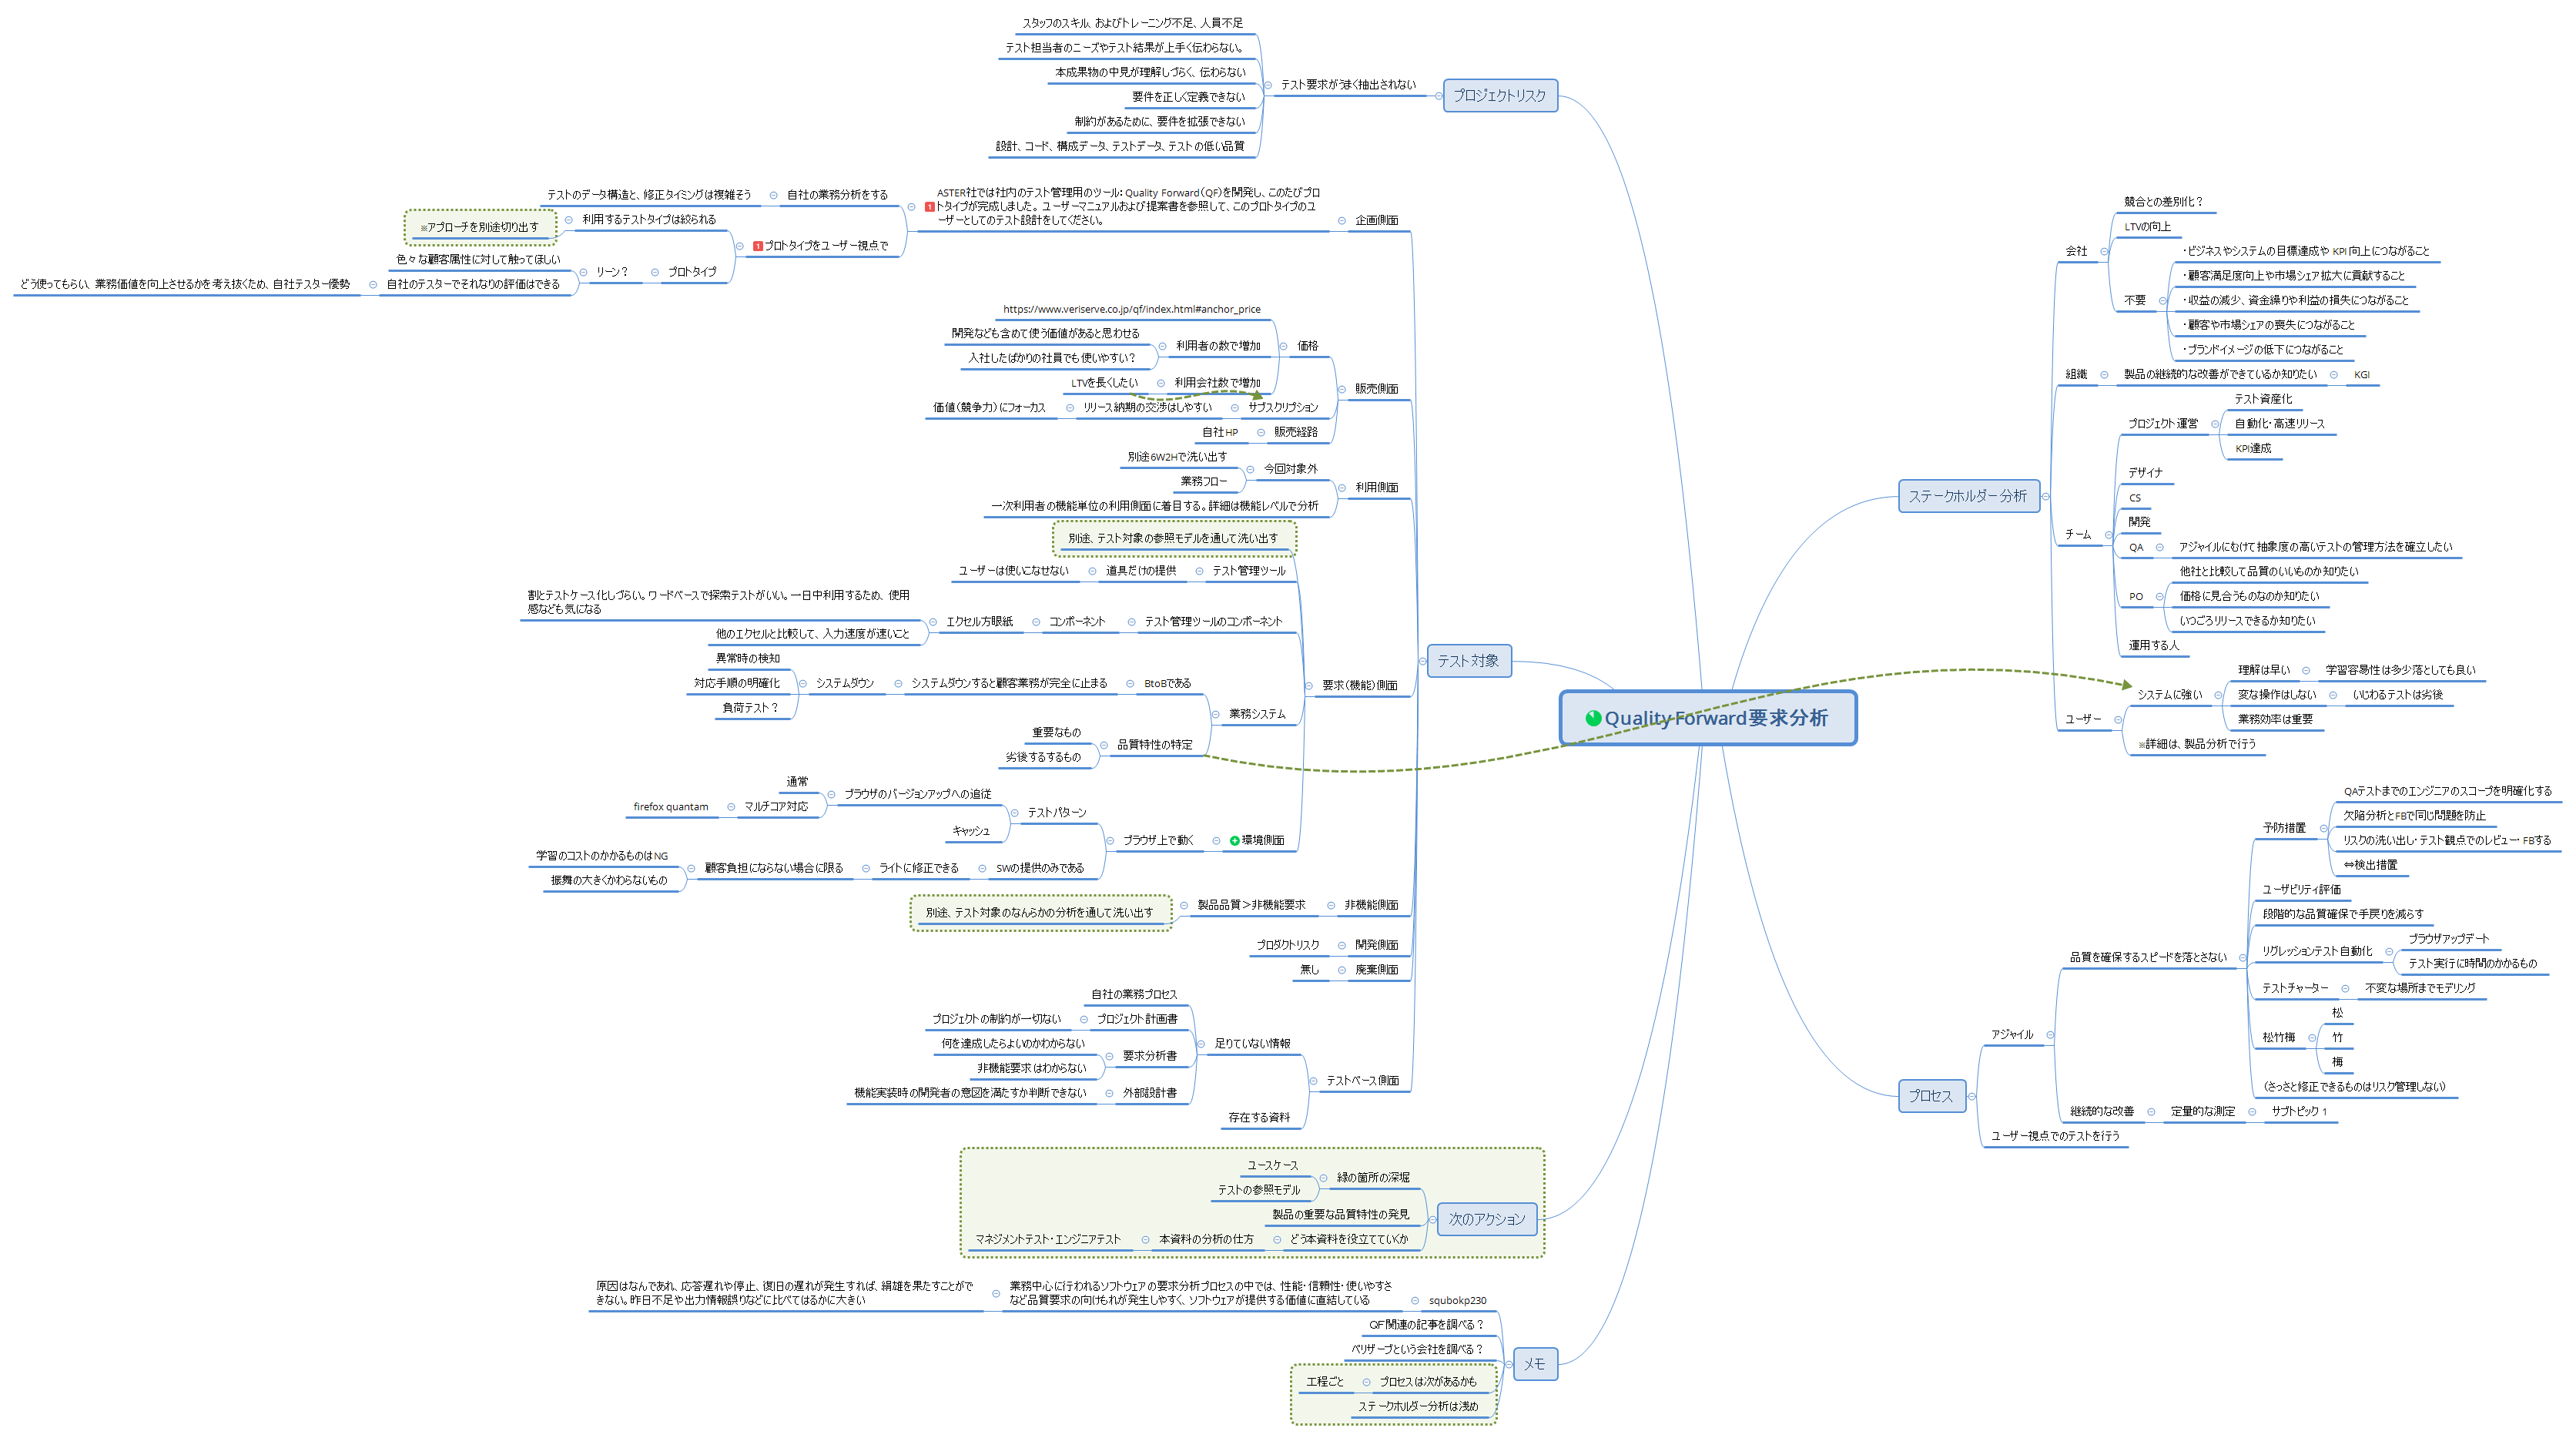 QualityForward要求分析
プロジェクトリスク
テスト要求がうまく抽出されない
スタッフのスキル、およびトレーニング不足、人員不足
テスト担当者のニーズやテスト結果が上手く伝わらない。
本成果物の中見が理解しづらく、伝わらない
要件を正しく定義できない
制約があるために、要件を拡張できない
設計、コード、構成データ、テストデータ、テストの低い品質
テスト対象
企画側面
ASTER社では社内のテスト管理用のツール：Quality Forward（QF)を開発し、このたびプロ
1
トタイプが完成しました。ユーザーマニュアルおよび提案書を参照して、このプロトタイプのユ
ーザーとしてのテスト設計をしてください。
自社の業務分析をする
テストのデータ構造と、修正タイミングは複雑そう
1
プロトタイプをユーザー視点で
利用するテストタイプは絞られる
※アプローチを別途切り出す
プロトタイプ
リーン？
色々な顧客属性に対して触ってほしい
自社のテスターでそれなりの評価はできる
どう使ってもらい、業務価値を向上させるかを考え抜くため、自社テスター優勢
販売側面
価格
https://www.veriserve.co.jp/qf/index.html#anchor_price
利用者の数で増加
開発なども含めて使う価値があると思わせる
入社したばかりの社員でも使いやすい？
利用会社数で増加
LTVを長くしたい
サブスクリプション
リリース納期の交渉はしやすい
価値（競争力）にフォーカス
販売経路
自社HP
利用側面
今回対象外
別途6W2Hで洗い出す
業務フロー
一次利用者の機能単位の利用側面に着目する。詳細は機能レベルで分析
要求（機能）側面
別途、テスト対象の参照モデルを通して洗い出す
テスト管理ツール
道具だけの提供
ユーザーは使いこなせない
テスト管理ツールのコンポーネント
コンポーネント
エクセル方眼紙
割とテストケース化しづらい。ワードベースで探索テストがいい。一日中利用するため、使用
感なども気になる
他のエクセルと比較して、入力速度が速いこと
業務システム
BtoBである
システムダウンすると顧客業務が完全に止まる
システムダウン
異常時の検知
対応手順の明確化
負荷テスト？
品質特性の特定
重要なもの
劣後するするもの
環境側面
ブラウザ上で動く
テストパターン
ブラウザのバージョンアップへの追従
通常
マルチコア対応
firefox quantam
キャッシュ
SWの提供のみである
ライトに修正できる
顧客負担にならない場合に限る
学習のコストのかかるものはNG
振舞の大きくかわらないもの
非機能側面
製品品質＞非機能要求
別途、テスト対象のなんらかの分析を通して洗い出す
開発側面
プロダクトリスク
廃棄側面
無し
テストベース側面
足りていない情報
自社の業務プロセス
プロジェクト計画書
プロジェクトの制約が一切ない
要求分析書
何を達成したらよいのかわからない
非機能要求はわからない
外部設計書
機能実装時の開発者の意図を満たすか判断できない
存在する資料
次のアクション
緑の箇所の深堀
ユースケース
テストの参照モデル
製品の重要な品質特性の発見
どう本資料を役立てていくか
本資料の分析の仕方
マネジメントテスト・エンジニアテスト
メモ
squbokp230
業務中心に行われるソフトウェアの要求分析プロセスの中では、性能・信頼性・使いやすさ
など品質要求の向けもれが発生しやすく、ソフトウェアが提供する価値に直結している
原因はなんであれ、応答遅れや停止、復旧の遅れが発生すれば、絹雄を果たすことがで
きない。昨日不足や出力情報誤りなどに比べてはるかに大きい
QF関連の記事を調べる？
ベリサーブという会社を調べる？
プロセスは次があるかも
工程ごと
ステークホルダー分析は浅め
ステークホルダー分析
会社
競合との差別化？
LTVの向上
不要
・ビジネスやシステムの目標達成や KPI 向上につながること
・顧客満足度向上や市場シェア拡大に貢献すること
・収益の減少、資金繰りや利益の損失につながること
・顧客や市場シェアの喪失につながること
・ブランドイメージの低下につながること
組織
製品の継続的な改善ができているか知りたい
KGI
チーム
プロジェクト運営
テスト資産化
自動化・高速リリース
KPI達成
デザイナ
CS
開発
QA
アジャイルにむけて抽象度の高いテストの管理方法を確立したい
PO
他社と比較して品質のいいものか知りたい
価格に見合うものなのか知りたい
いつごろリリースできるか知りたい
運用する人
ユーザー
システムに強い
理解は早い
学習容易性は多少落としても良い
変な操作はしない
いじわるテストは劣後
業務効率は重要
※詳細は、製品分析で行う
プロセス
アジャイル
品質を確保するスピードを落とさない
予防措置
QAテストまでのエンジニアのスコープを明確化する
欠陥分析とFBで同じ問題を防止
リスクの洗い出し・テスト観点でのレビュー・FBする
⇔検出措置
ユーザビリティ評価
段階的な品質確保で手戻りを減らす
リグレッションテスト自動化
ブラウザアップデート
テスト実行に時間のかかるもの
テストチャーター
不変な場所までモデリング
松竹梅
松
竹
梅
（さっさと修正できるものはリスク管理しない）
継続的な改善
定量的な測定
サブトピック 1
ユーザー視点でのテストを行う